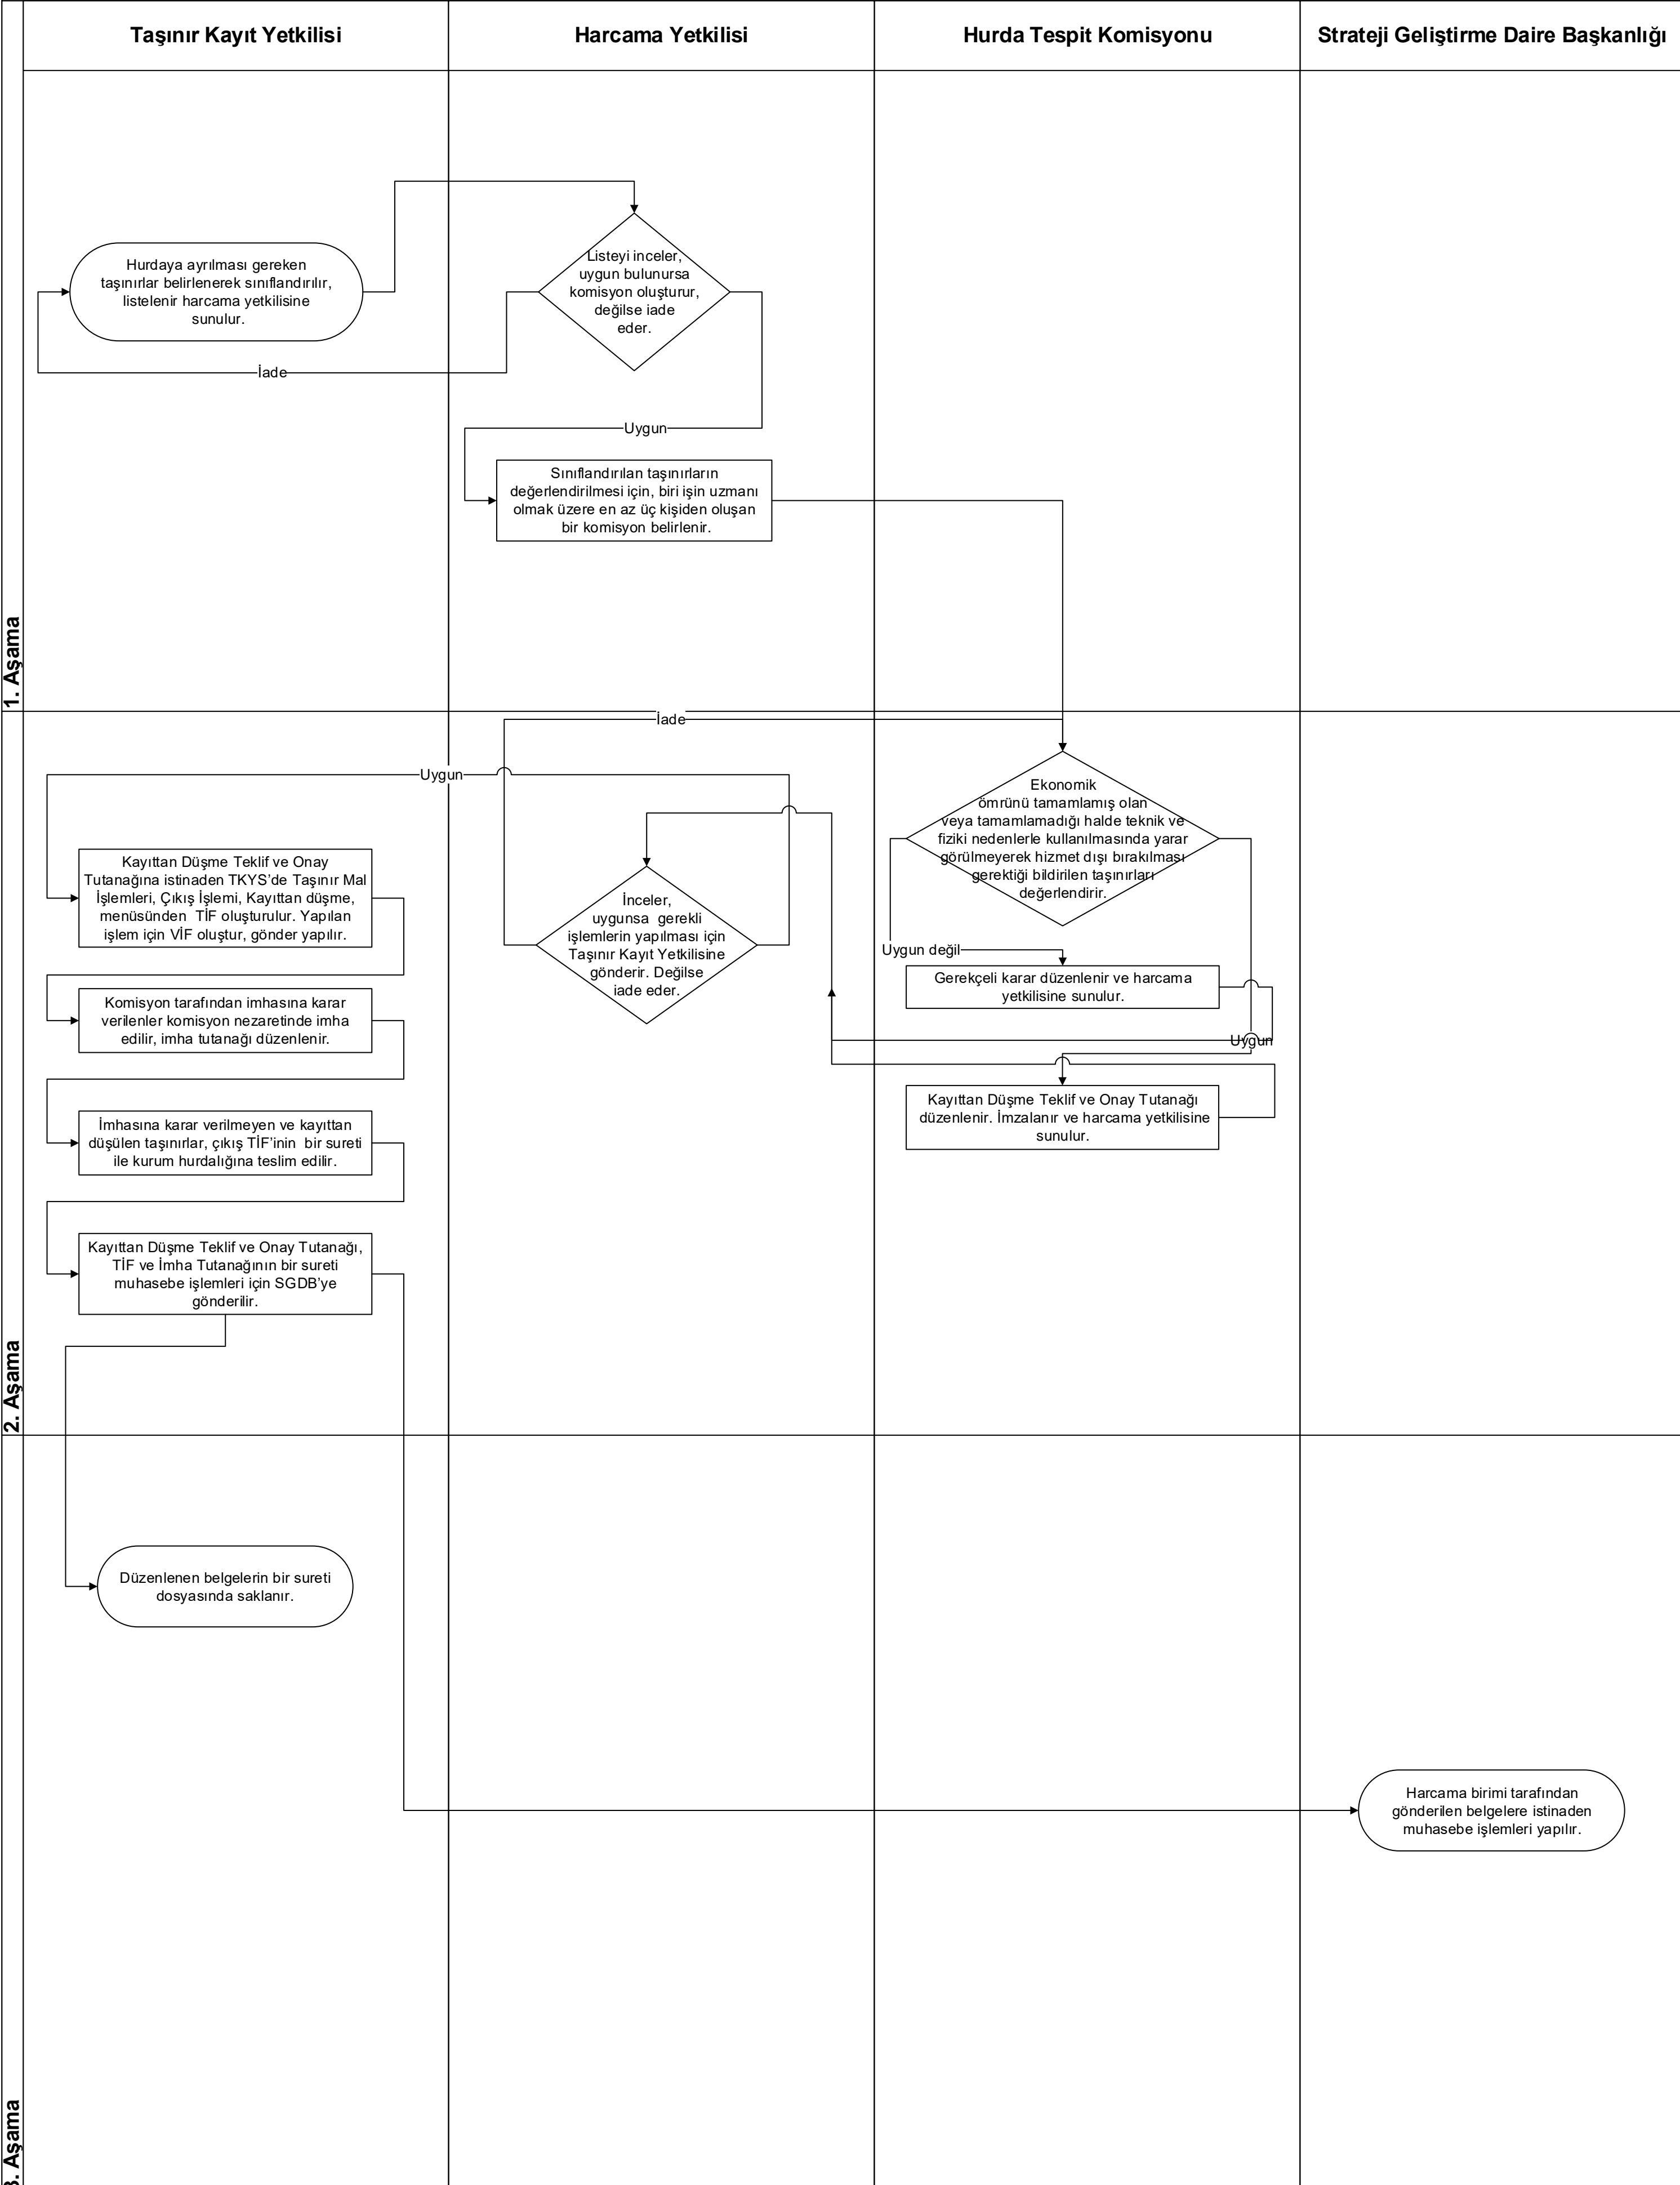 Taşınır Kayıt Yetkilisi
Harcama Yetkilisi
Hurda Tespit Komisyonu
Strateji Geliştirme Daire Başkanlığı
1. Aşama
Hurdaya ayrılması gereken
taşınırlar belirlenerek sınıflandırılır,
listelenir harcama yetkilisine
sunulur.
Listeyi inceler,
uygun bulunursa
komisyon oluşturur,
değilse iade
eder.
İade
Uygun
Sınıflandırılan taşınırların
değerlendirilmesi için, biri işin uzmanı
olmak üzere en az üç kişiden oluşan
bir komisyon belirlenir.
2. Aşama
İade
Uygun
Ekonomik
ömrünü tamamlamış olan
veya tamamlamadığı halde teknik ve
fiziki nedenlerle kullanılmasında yarar
görülmeyerek hizmet dışı bırakılması
gerektiği bildirilen taşınırları
değerlendirir.
Uygun değil
Gerekçeli karar düzenlenir ve harcama
yetkilisine sunulur.
Uygun
Kayıttan Düşme Teklif ve Onay Tutanağı
düzenlenir. İmzalanır ve harcama yetkilisine
sunulur.
İnceler,
uygunsa gerekli
işlemlerin yapılması için
Taşınır Kayıt Yetkilisine
gönderir. Değilse
iade eder.
Kayıttan Düşme Teklif ve Onay
Tutanağına istinaden TKYS’de Taşınır Mal
İşlemleri, Çıkış İşlemi, Kayıttan düşme,
menüsünden TİF oluşturulur. Yapılan
işlem için VİF oluştur, gönder yapılır.
Komisyon tarafından imhasına karar
verilenler komisyon nezaretinde imha
edilir, imha tutanağı düzenlenir.
İmhasına karar verilmeyen ve kayıttan
düşülen taşınırlar, çıkış TİF’inin bir sureti
ile kurum hurdalığına teslim edilir.
Kayıttan Düşme Teklif ve Onay Tutanağı,
TİF ve İmha Tutanağının bir sureti
muhasebe işlemleri için SGDB’ye
gönderilir.
3. Aşama
Düzenlenen belgelerin bir sureti
dosyasında saklanır.
Harcama birimi tarafından
gönderilen belgelere istinaden
muhasebe işlemleri yapılır.